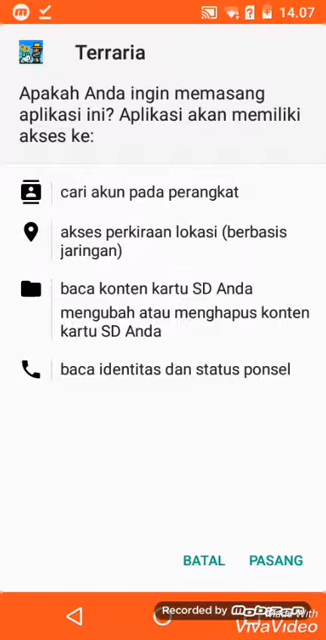 14.07
Terraria
Apakah Anda ingin memasang
aplikasi ini? Aplikasi akan memiliki
akses ke:
cari akun pada perangkat
akses perkiraan lokasi (berbasis
jaringan)
baca konten kartu SD Anda
mengubah atau menghapus konten
kartu SD Anda
baca identitas dan status ponsel
BATAL PASANG
Recorded by
Made With
VivaVideo